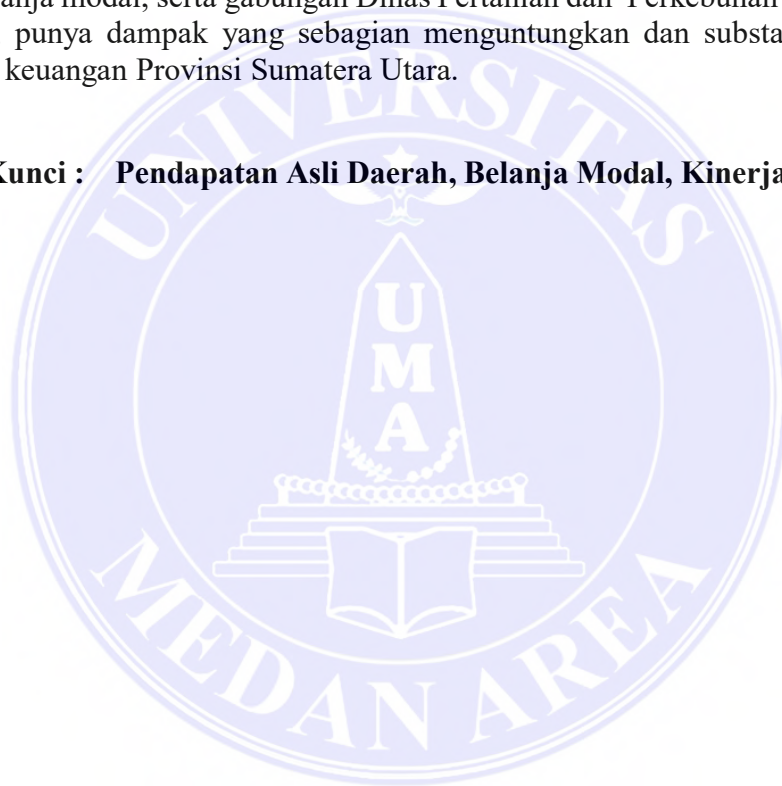 anja modal, serta gabungan Dinas Pertanian dan Perkebunan
punya dampak yang sebagian menguntungkan dan substa
keuangan Provinsi Sumatera Utara.
Kunci : Pendapatan Asli Daerah, Belanja Modal, Kinerja
UNIVERSITAS
U
M
A
MEDAN AREA